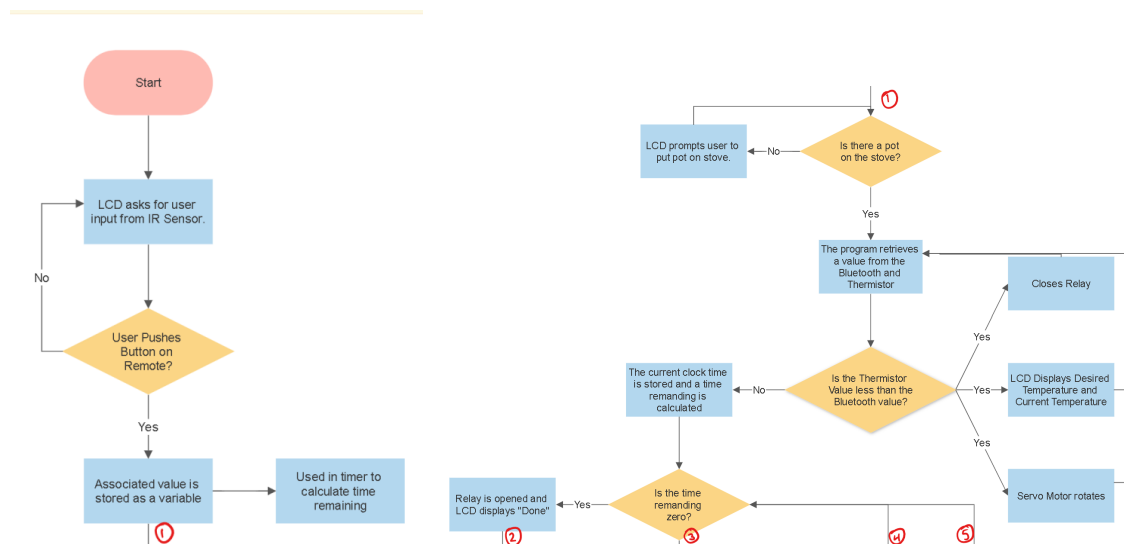 Start
LCD asks for user
input from IR Sensor.
No
User Pushes
Button on
Remote?
Yes
Associated value is
stored as a variable
Used in timer to
calculate time
remaining
1
1
LCD prompts user to
put pot on stove.
No
Is there a pot
on the stove?
Yes
The program retrieves
a value from the
Bluetooth and
Thermistor
Closes Relay
Yes
The current clock time
is stored and a time
remanding is
calculated
No
Is the Thermistor
Value less than the
Bluetooth value?
Yes
LCD Displays Desired
Temperature and
Current Temperature
Yes
Servo Motor rotates
Relay is opened and
LCD displays "Done"
Yes
Is the time
remanding
zero?
2
3
4
5